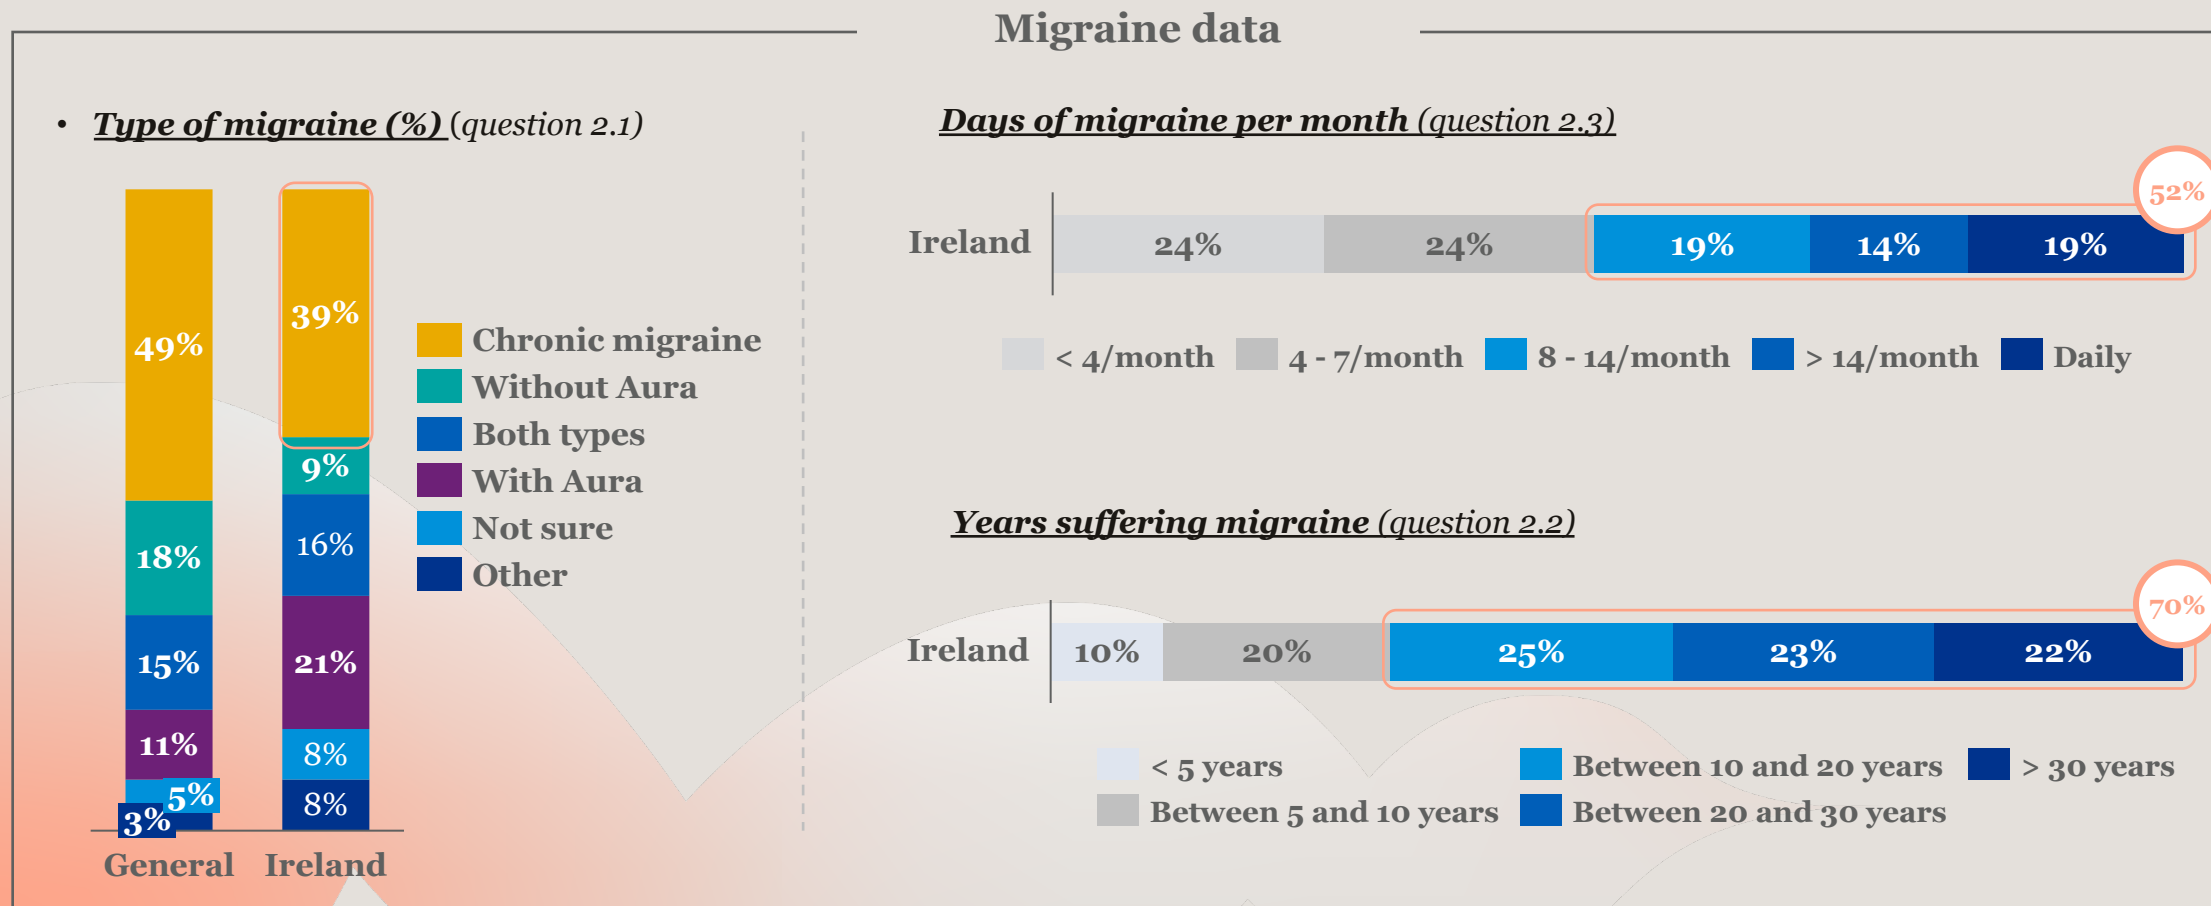 Migraine data
• Type of migraine (%) (question 2.1)
49%
18%
15%
11%
5%
3%
General
39%
9%
16%
21%
8%
8%
Ireland
Chronic migraine
Without Aura
Both types
With Aura
Not sure
Other
Days of migraine per month (question 2.3)
52%
Ireland 24% 24% 19% 14% 19%
< 4/month 4 - 7/month 8 - 14/month > 14/month Daily
Years suffering migraine (question 2.2)
70%
Ireland 10% 20% 25% 23% 22%
< 5 years Between 10 and 20 years > 30 years
Between 5 and 10 years Between 20 and 30 years